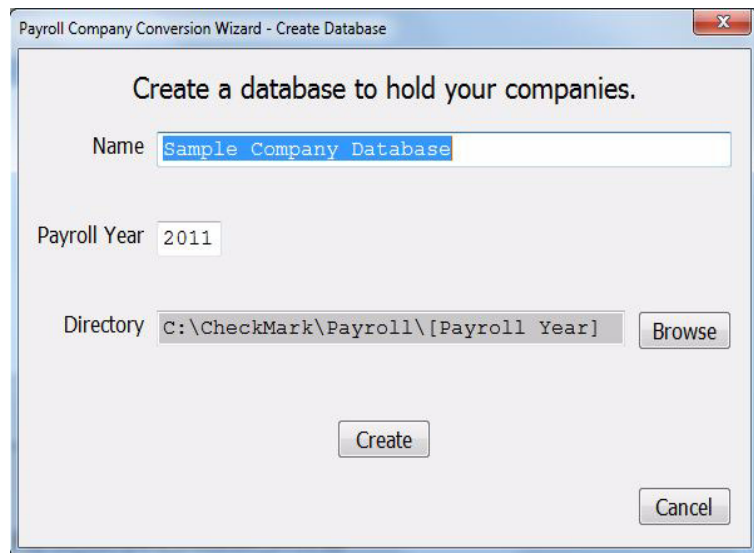 Payroll Company Conversion Wizard - Create Database
X
Create a database to hold your companies.
Name Sample Company Database
Payroll Year 2011
Directory C:\CheckMark\Payroll\[Payroll Year] Browse
Create
Cancel